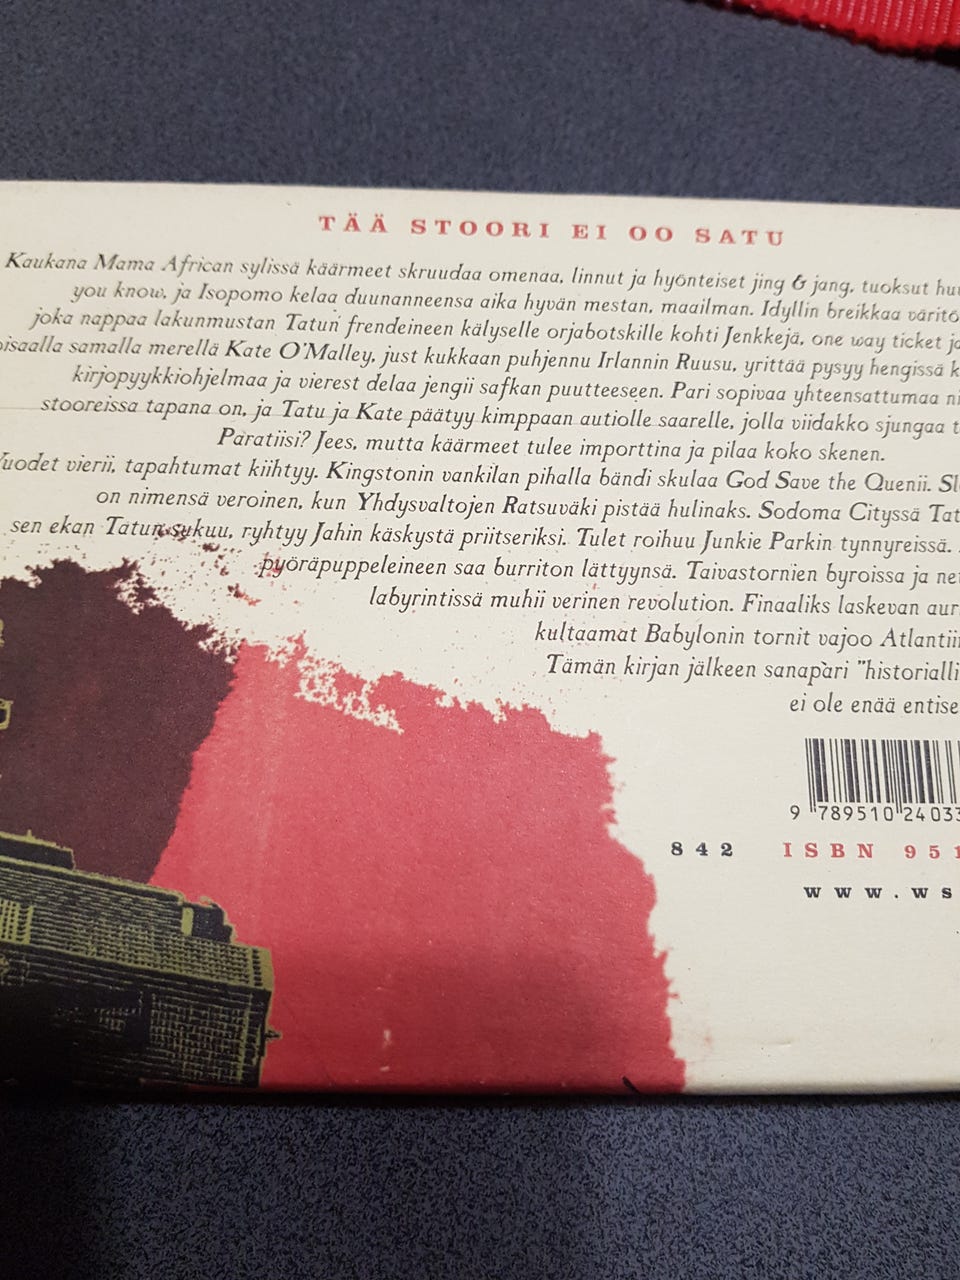 TÄÄ STOORI EI OO SATU
Kaukana Mama African sylissä käärmeet skruudaa omenaa, linnut ja hyönteiset jing & jang, tuoksut
you know, ja Isopomo kelaa duunanneensa aika hyvän mestan, maailman. Idyllin breikkaa
joka nappaa lakunmustan Tatun frendeineen kälyselle orjabotskille kohti Jenkkejä, one way ticket
samalla merellä Kate O'Malley, just kukkaan puhjennu Irlannin Ruusu, yrittää pysyy hengissä
kirjopyykkiohjelmaa ja vierest delaa jengii safkan puutteeseen. Pari sopivaa yhteensattumaa
stooreissa tapana on, ja Tatu ja Kate päätyy kimppaan autiolle saarelle, jolla viidakko sjungaa
Paratiisi? Jees, mutta käärmeet tulee importtina ja pilaa koko skenen.
Vuodet vierii, tapahtumat kiihtyy. Kingstonin vankilan pihalla bändi skulaa God Save the Quenii.
on nimensä veroinen, kun Yhdysvaltojen Ratsuväki pistää hulinaks. Sodoma Cityssä
sen ekan Tatun sukuu, ryhtyy Jahin käskystä priitseriksi. Tulet roihuu Junkie Parkin tynnyreissä.
pyöräpuppeleineen saa burriton lättyynsä. Taivastornien byroissa ja
labyrintissä muhii verinen revolution. Finaaliks laskevan
kultaamat Babylonin tornit vajoo
Tämän kirjan jälkeen sanapari
ei ole enää
9 789510 24033
842 ISBN 951
www.ws